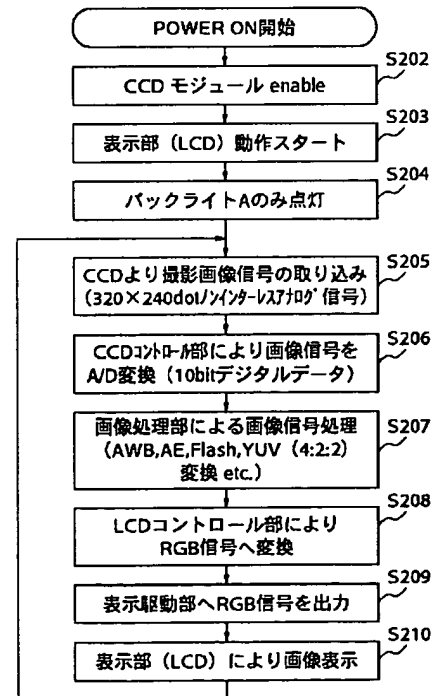 POWER ON開始
S202
CCD モジュール enable
S203
表示部（LCD）動作スタート
S204
バックライトAのみ点灯
S205
CCDより撮影画像信号の取り込み
（320×240dotノンインターレスアナログ信号）
S206
CCDコントロール部により画像信号を
A/D変換（10bitデジタルデータ）
S207
画像処理部による画像信号処理
（AWB,AE,Flash,YUV（4:2:2）
変換 etc.）
S208
LCDコントロール部により
RGB信号へ変換
S209
表示駆動部へRGB信号を出力
S210
表示部（LCD）により画像表示